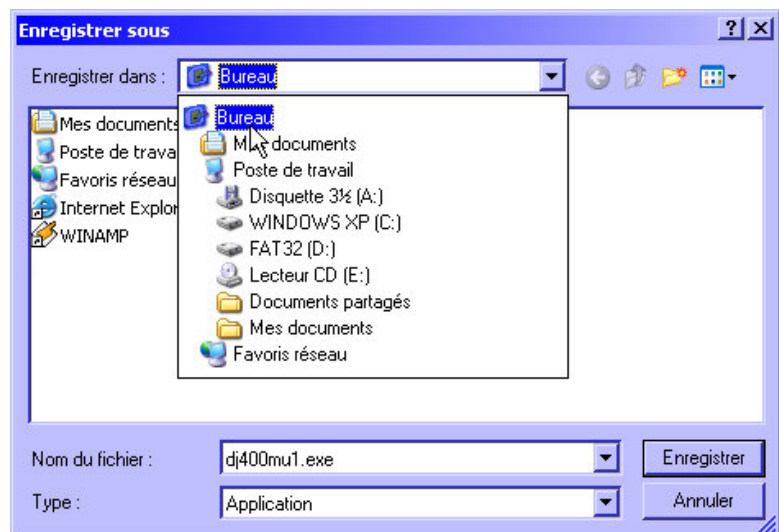 Enregistrer sous
Enregistrer dans :
Bureau
Mes documents
Poste de trava
Favoris réseau
Internet Explor
WINAMP
Bureau
Mes documents
Poste de travail
Disquette 3½ (A:)
WINDOWS XP (C:)
FAT32 (D:)
Lecteur CD (E:)
Documents partagés
Mes documents
Favoris réseau
Nom du fichier :
dj400mu1.exe
Enregistrer
Type :
Application
Annuler